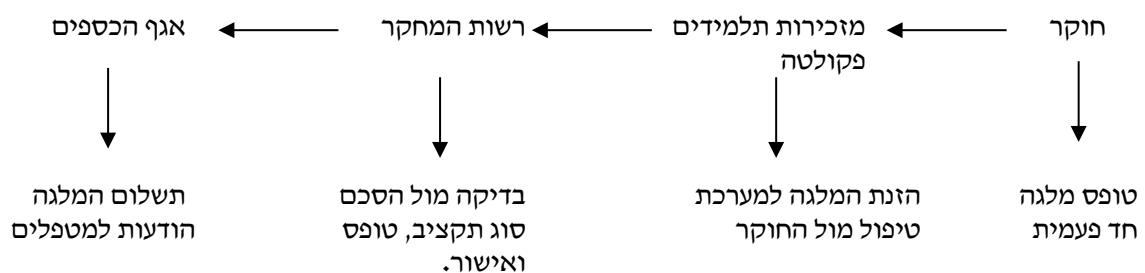 חוקר
מזכירות תלמידים
פקולטה
רשות המחקר
אגף הכספים
טופס מלגה
חד פעמית
הזנת המלגה למערכת
טיפול מול החוקר
בדיקה מול הסכם
סוג תקציב, טופס
ואישור.
תשלום המלגה
הודעות למטפלים